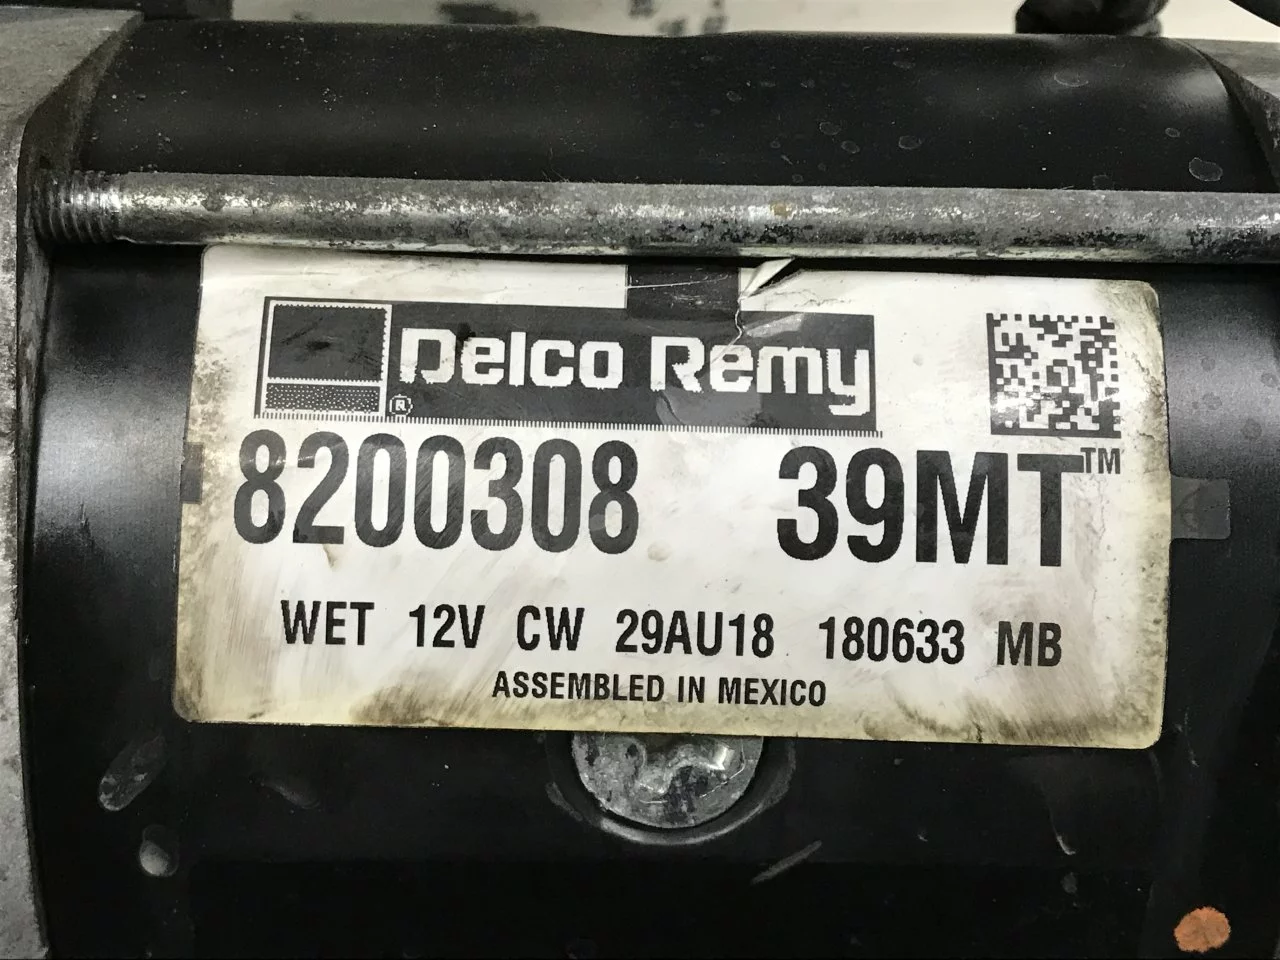 Delco Remy
®
8200308 39MT™
WET 12V CW 29AU18 180633 MB
ASSEMBLED IN MEXICO